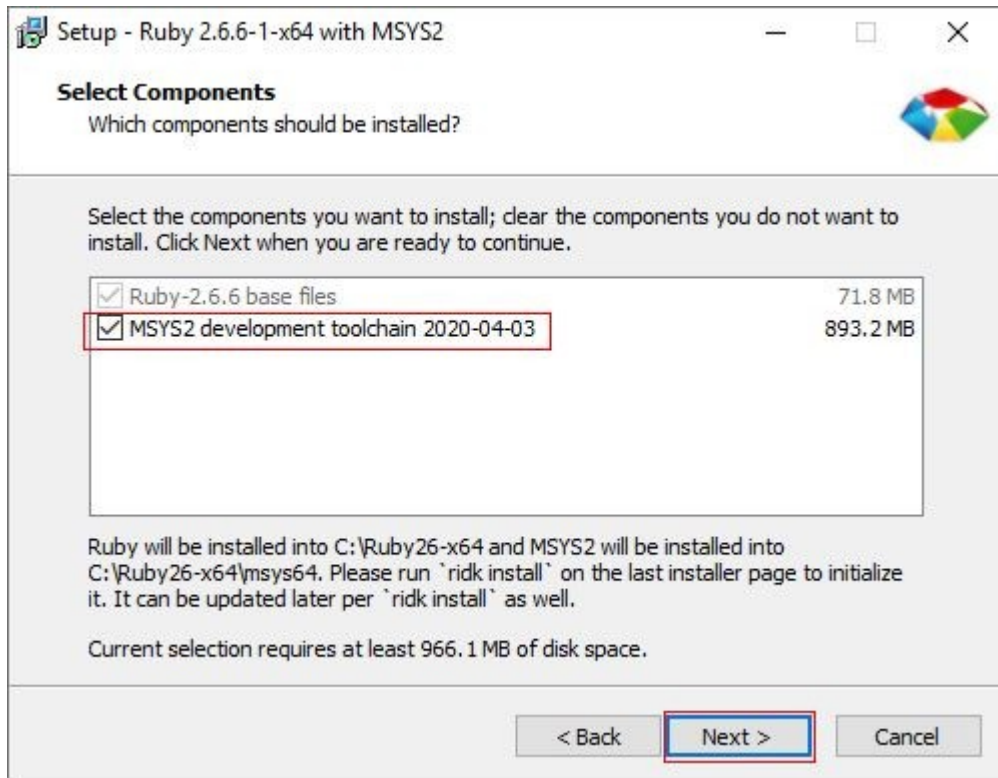 Setup - Ruby 2.6.6-1-x64 with MSYS2
Select Components
Which components should be installed?
Select the components you want to install; clear the components you do not want to
install. Click Next when you are ready to continue.
Ruby-2.6.6 base files 71.8 MB
MSYS2 development toolchain 2020-04-03 893.2 MB
Ruby will be installed into C:\Ruby26-x64 and MSYS2 will be installed into
C:\Ruby26-x64\msys64. Please run `ridk install` on the last installer page to initialize
it. It can be updated later per `ridk install` as well.
Current selection requires at least 966.1 MB of disk space.
< Back Next > Cancel